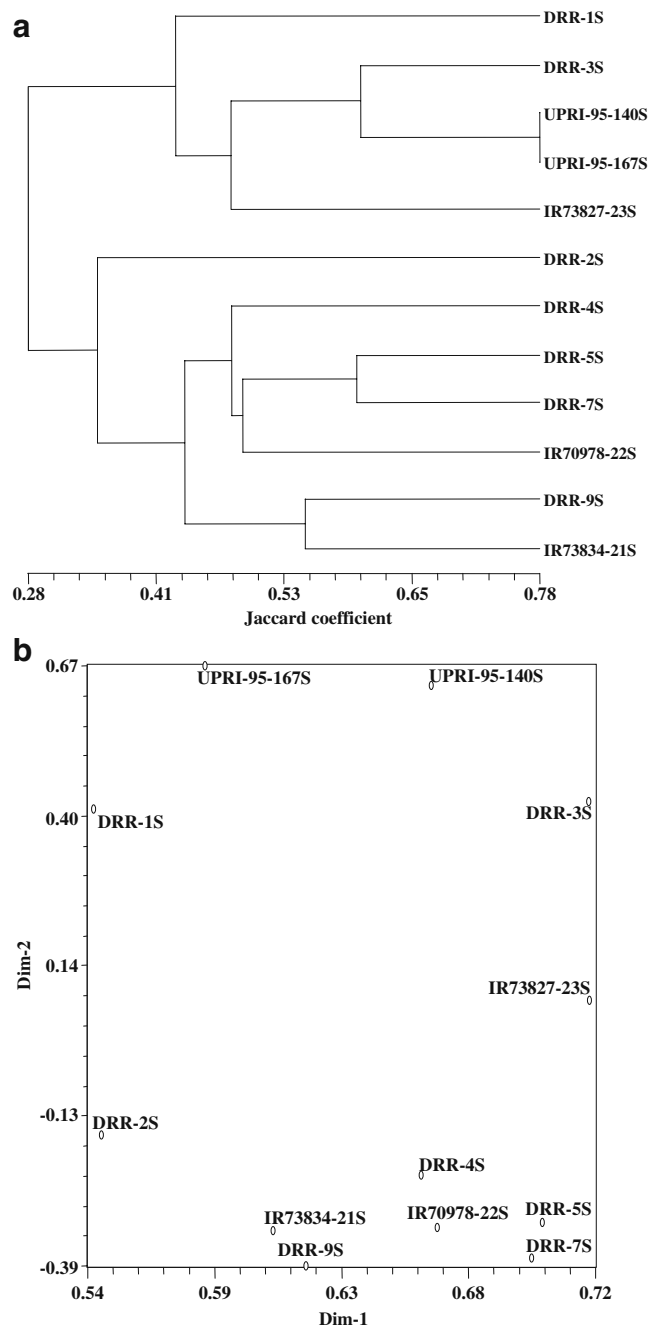 a
DRR-1S
DRR-3S
UPRI-95-140S
UPRI-95-167S
IR73827-23S
DRR-2S
DRR-4S
DRR-5S
DRR-7S
IR70978-22S
DRR-9S
IR73834-21S
0.28 0.41 0.53 0.65 0.78
Jaccard coefficient
b
0.67
UPRI-95-167S UPRI-95-140S
0.40
DRR-1S DRR-3S
Dim-2
0.14
IR73827-23S
-0.13
DRR-2S
DRR-4S
IR73834-21S IR70978-22S DRR-5S
DRR-9S DRR-7S
-0.39
0.54 0.59 0.63 0.68 0.72
Dim-1